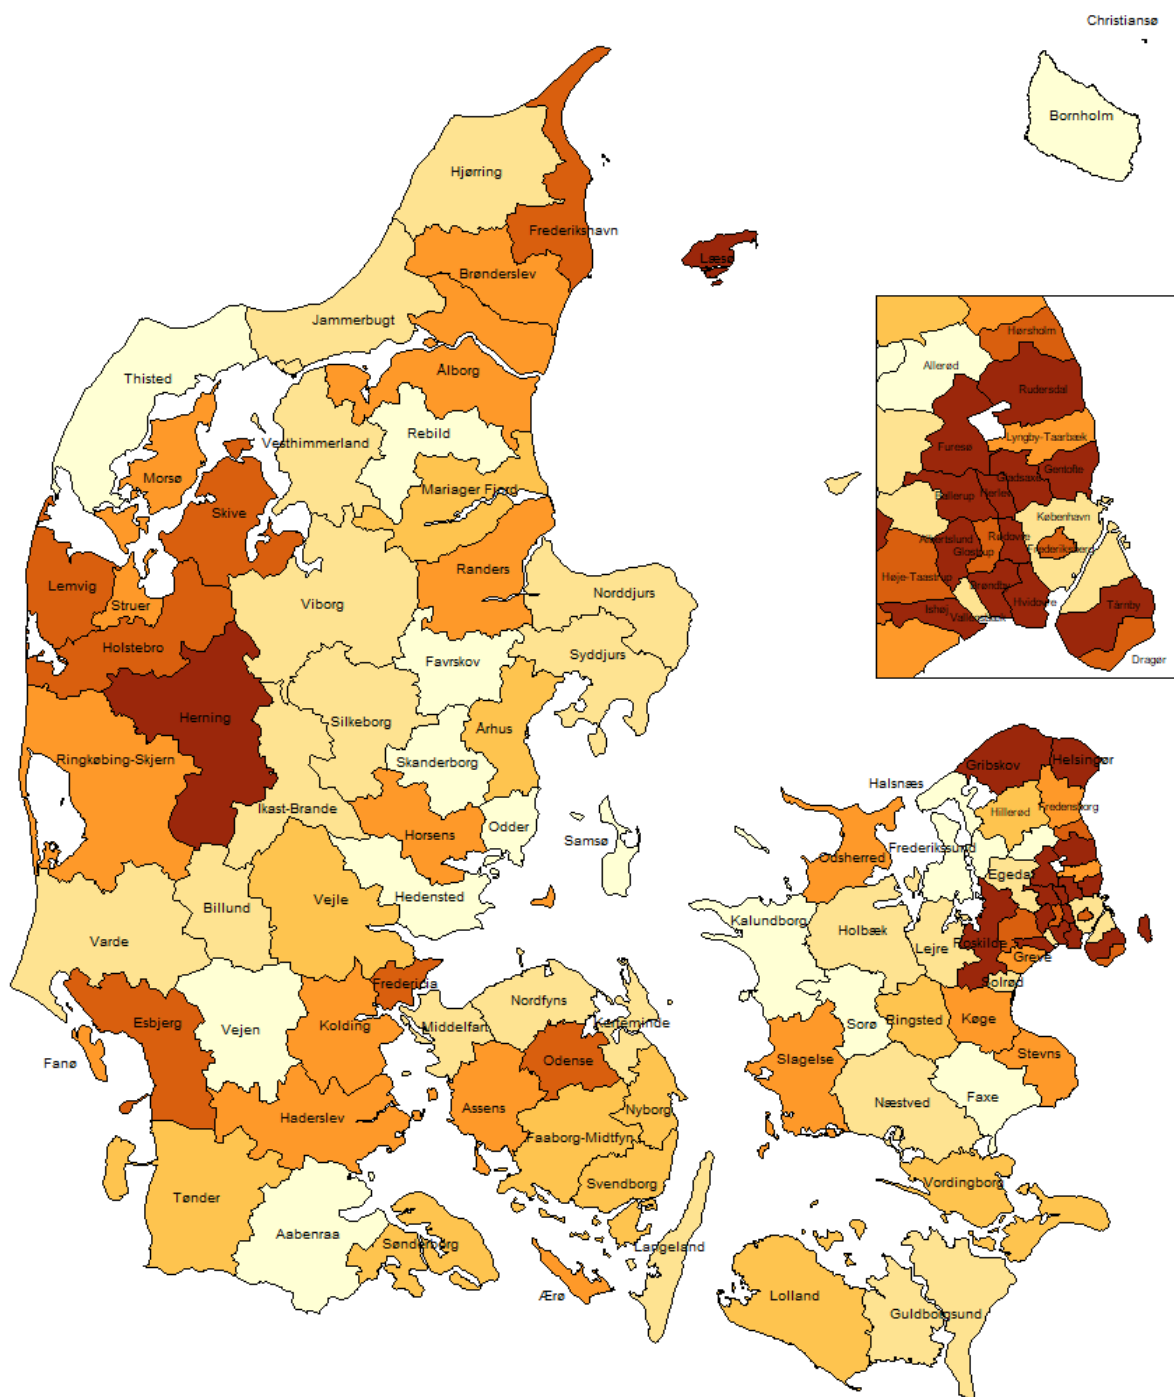 Christiansø
Bornholm
Hjørring
Frederikshavn
Læsø
Brønderslev
Jammerbugt
Hørsholm
Ålborg
Allerød
Thisted
Rudersdal
Rebild
Vesthimmerland
Lyngby-Taarbæk
Furesø
Morsø
Mariager Fjord
Gentofte
Gladsaxe
Ballerup
Herlev
Skive
København
Rødovre
Albertslund
Frederiksberg
Glostrup
Randers
Høje-Taastrup
Lemvig
Norddjurs
Brøndby
Viborg
Struer
Hvidovre
Tårnby
Ishøj
Vallensbæk
Holstebro
Syddjurs
Favrskov
Dragør
Herning
Silkeborg
Århus
Ringkøbing-Skjern
Skanderborg
Helsingør
Gribskov
Halsnæs
Ikast-Brande
Fredensborg
Hillerød
Horsens
Odder
Samsø
Frederikssund
Odsherred
Egedal
Hedensted
Vejle
Billund
Kalundborg
Holbæk
Varde
Lejre
Roskilde
Greve
Fredericia
Solrød
Nordfyns
Esbjerg
Kolding
Middelfart
Kerteminde
Vejen
Sorø
Ringsted
Køge
Odense
Slagelse
Stevns
Fanø
Faxe
Næstved
Assens
Nyborg
Haderslev
Faaborg-Midtfyn
Svendborg
Vordingborg
Tønder
Aabenraa
Sønderborg
Langeland
Ærø
Lolland
Guldborgsund